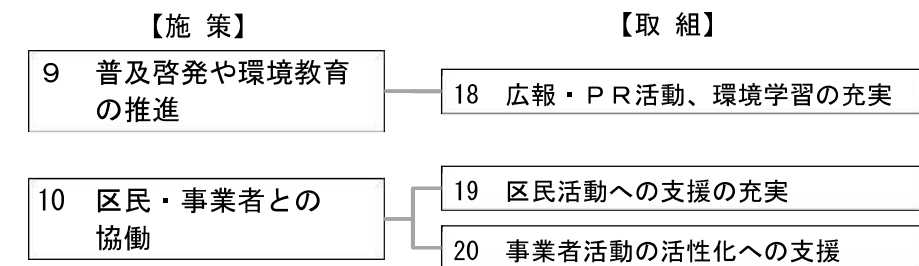 【施 策】
【取 組】
９ 普及啓発や環境教育
の推進
18 広報・ＰＲ活動、環境学習の充実
10 区民・事業者との
協働
19 区民活動への支援の充実
20 事業者活動の活性化への支援